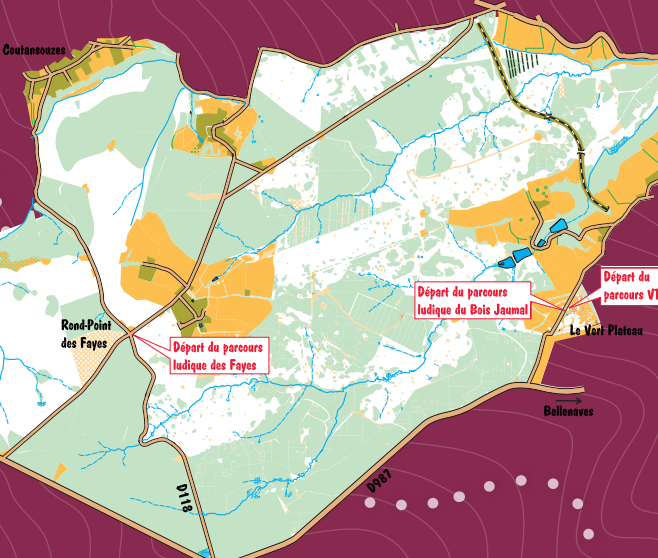 Coutansouzes
Départ du parcours
ludique du Bois Jaumal
Départ du
parcours VT
Rond-Point
des Fayes
Départ du parcours
ludique des Fayes
Le Vert Plateau
Bellenaves
D118
D987